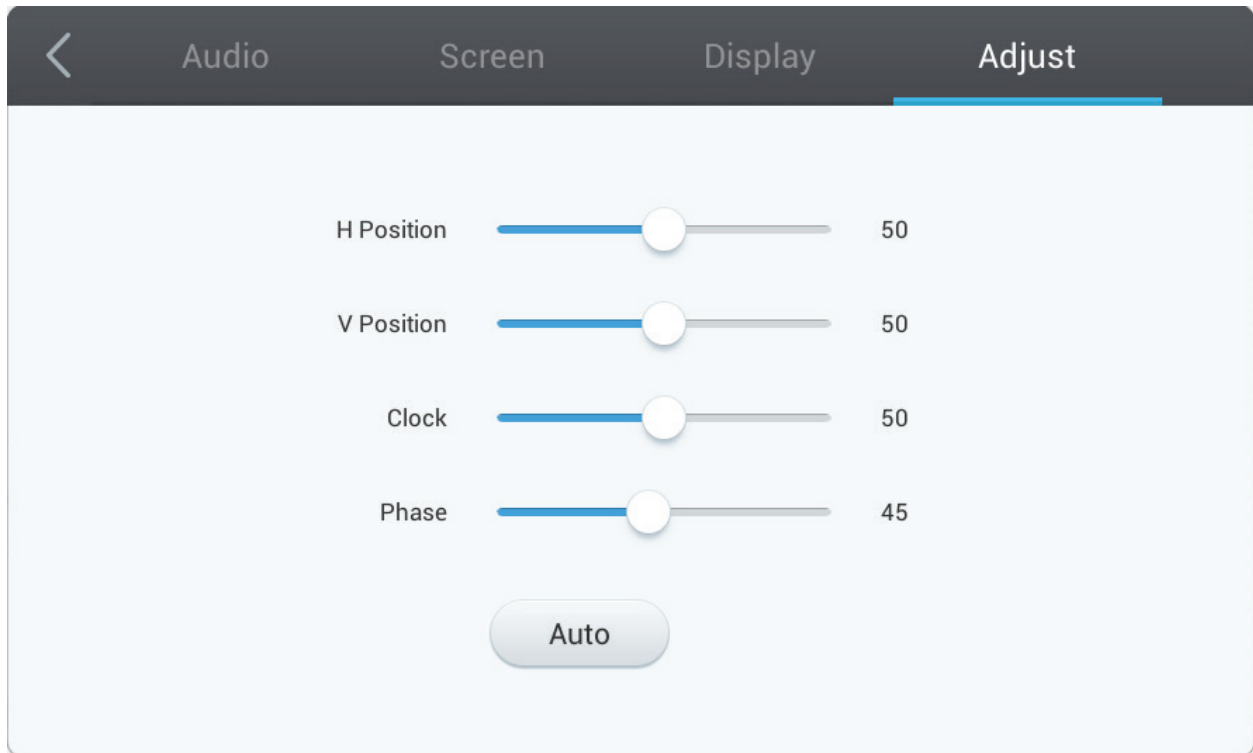 Audio Screen Display Adjust
H Position 50
V Position 50
Clock 50
Phase 45
Auto